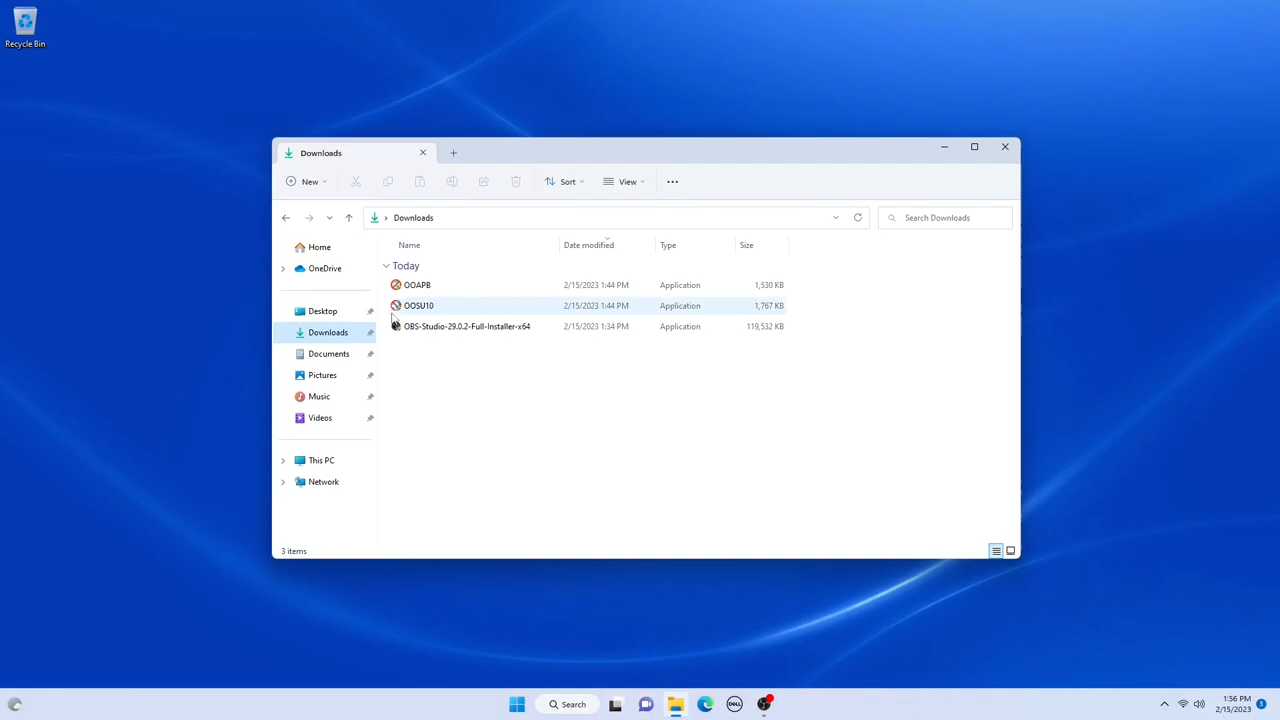 Recycle Bin
Downloads
New
Sort
View
Downloads
Search Downloads
Home
OneDrive
Desktop
Downloads
Documents
Pictures
Music
Videos
This PC
Network
Name Date modified Type Size
Today
OOAPB 2/15/2023 1:44 PM Application 1,530 KB
OOSU10 2/15/2023 1:44 PM Application 1,767 KB
OBS-Studio-29.0.2-Full-Installer-x64 2/15/2023 1:34 PM Application 119,532 KB
3 items
Search
DELL
1:56 PM
2/15/2023
3